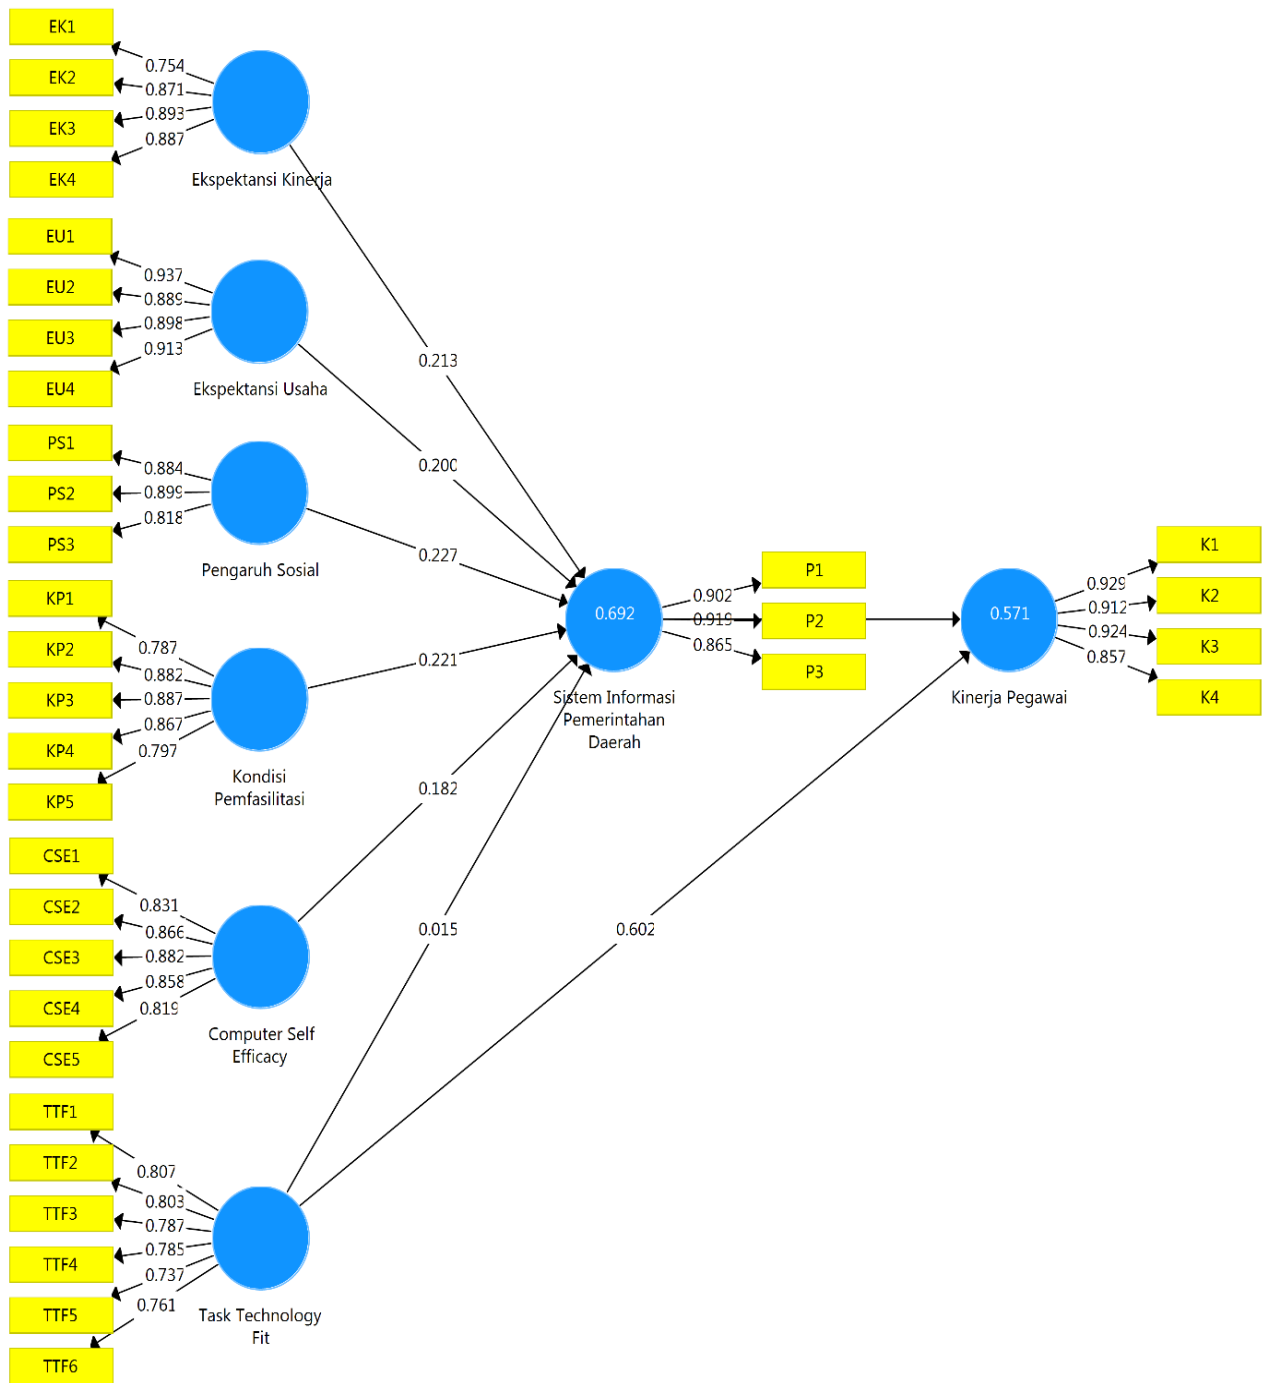 EK1
0.754
EK2
0.871
EK3
0.893
EK4
0.887
Ekspektansi Kinerja
0.213
EU1
0.937
EU2
0.889
EU3
0.898
EU4
0.913
Ekspektansi Usaha
0.200
PS1
0.884
PS2
0.899
PS3
0.818
Pengaruh Sosial
0.227
KP1
0.787
KP2
0.882
KP3
0.887
KP4
0.867
KP5
0.797
Kondisi
Pemfasilitasi
0.221
CSE1
0.831
CSE2
0.866
CSE3
0.882
CSE4
0.858
CSE5
0.819
Computer Self
Efficacy
0.182
TTF1
0.807
TTF2
0.803
TTF3
0.787
TTF4
0.785
TTF5
0.737
TTF6
0.761
Task Technology
Fit
0.015
0.602
0.692
Sistem Informasi
Pemerintahan
Daerah
0.902
P1
0.919
P2
0.865
P3
0.571
Kinerja Pegawai
0.929
K1
0.912
K2
0.924
K3
0.857
K4